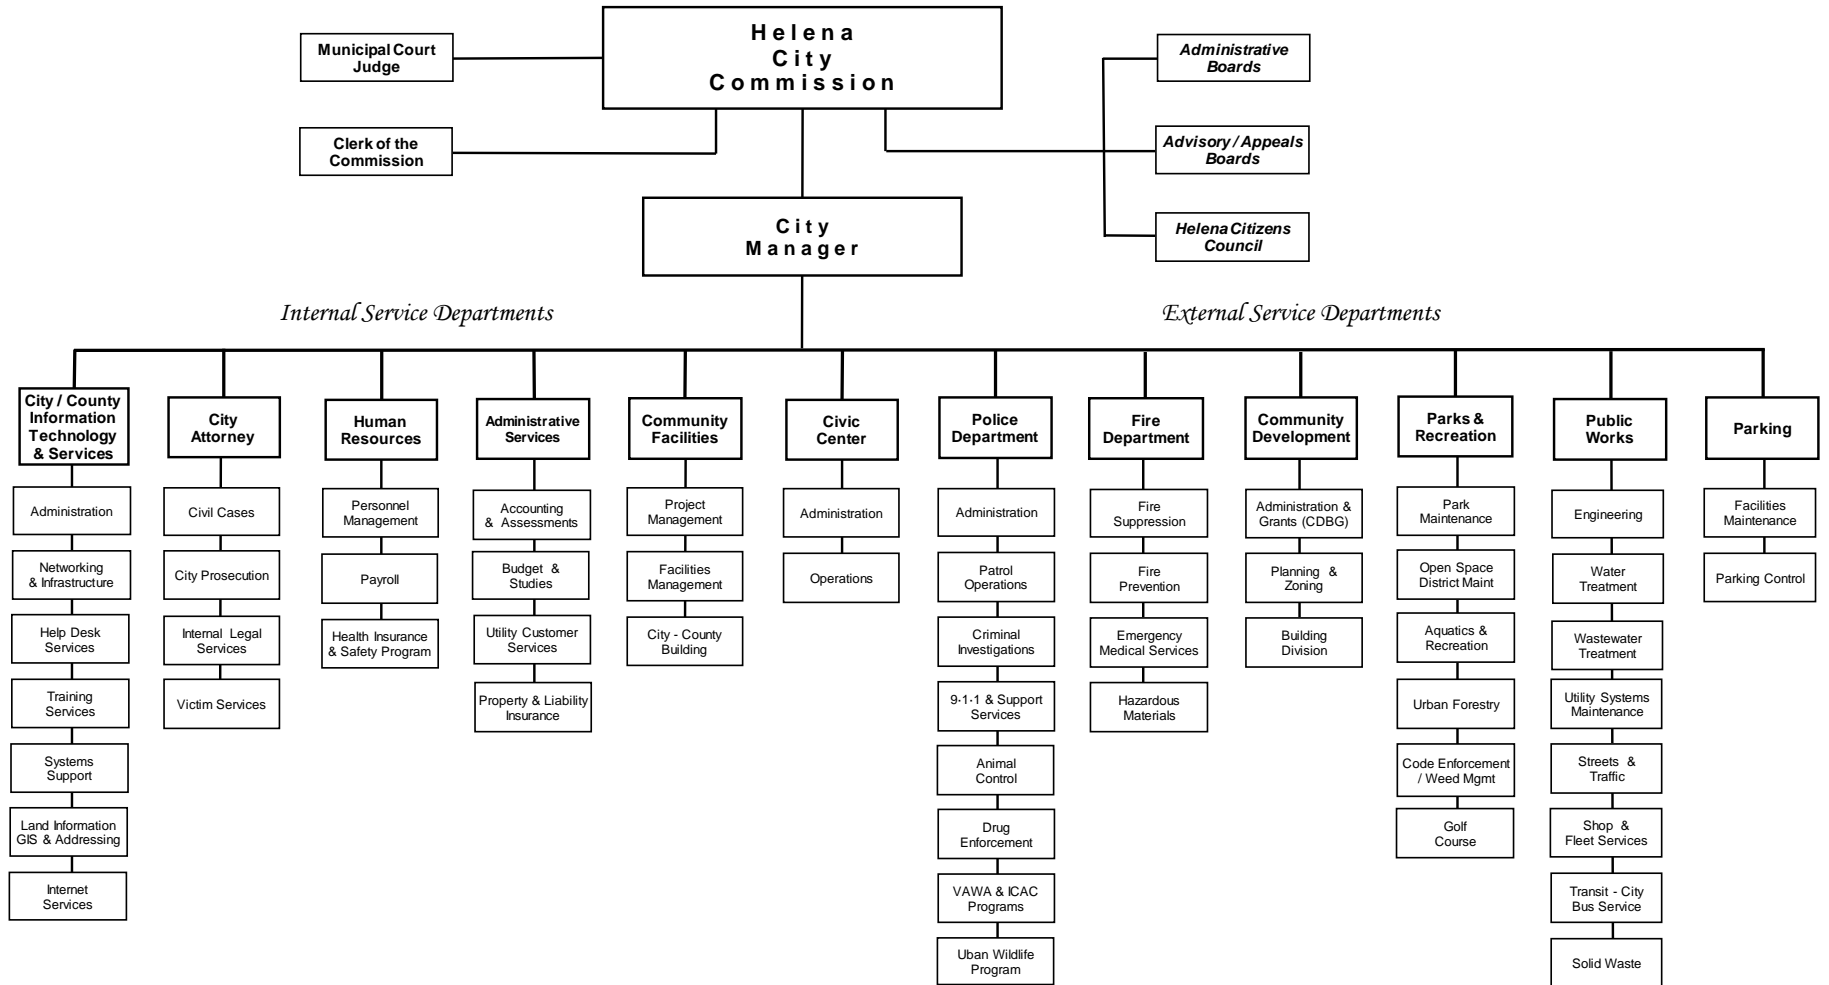 Helena
City
Commission
Municipal Court
Judge
Administrative
Boards
Clerk of the
Commission
Advisory / Appeals
Boards
City
Manager
Helena Citizens
Council
Internal Service Departments
External Service Departments
City / County
Information
Technology
& Services
Administration
Networking
& Infrastructure
Help Desk
Services
Training
Services
Systems
Support
Land Information
GIS & Addressing
Internet
Services
City
Attorney
Civil Cases
City Prosecution
Internal Legal
Services
Victim Services
Human
Resources
Personnel
Management
Payroll
Health Insurance
& Safety Program
Administrative
Services
Accounting
& Assessments
Budget &
Studies
Utility Customer
Services
Property & Liability
Insurance
Community
Facilities
Project
Management
Facilities
Management
City - County
Building
Civic
Center
Administration
Operations
Police
Department
Administration
Patrol
Operations
Criminal
Investigations
9-1-1 & Support
Services
Animal
Control
Drug
Enforcement
VAWA & ICAC
Programs
Uban Wildlife
Program
Fire
Department
Fire
Suppression
Fire
Prevention
Emergency
Medical Services
Hazardous
Materials
Community
Development
Administration &
Grants (CDBG)
Planning &
Zoning
Building
Division
Parks &
Recreation
Park
Maintenance
Open Space
District Maint
Aquatics &
Recreation
Urban Forestry
Code Enforcement
/ Weed Mgmt
Golf
Course
Public
Works
Engineering
Water
Treatment
Wastewater
Treatment
Utility Systems
Maintenance
Streets &
Traffic
Shop &
Fleet Services
Transit - City
Bus Service
Solid Waste
Parking
Facilities
Maintenance
Parking Control